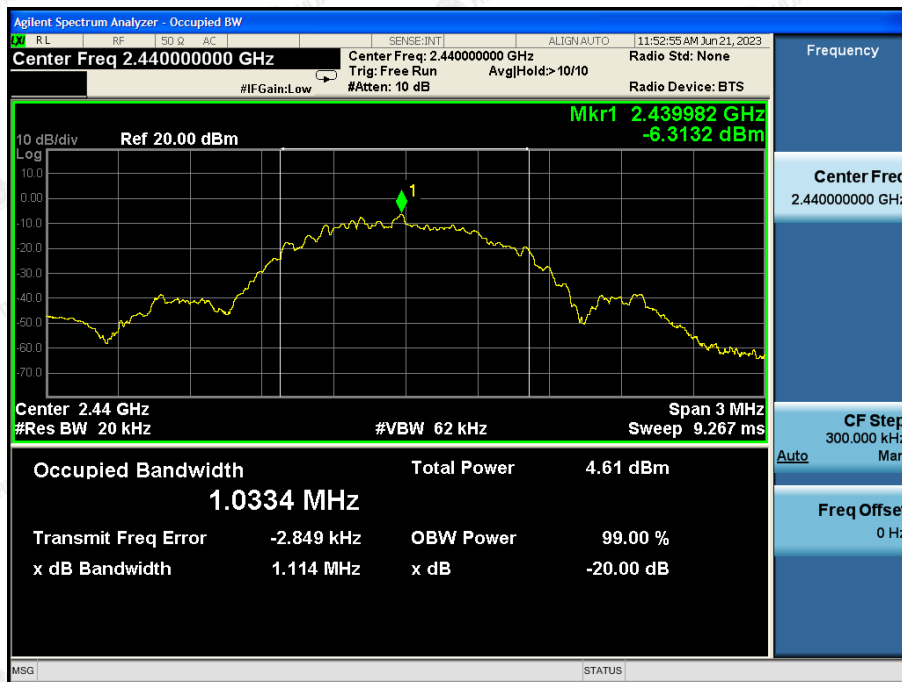 Agilent Spectrum Analyzer - Occupied BW
LXI RL RF 50 Ω AC SENSE:INT ALIGN AUTO 11:52:55 AM Jun 21, 2023
Center Freq 2.440000000 GHz
Center Freq: 2.440000000 GHz
Radio Std: None
Trig: Free Run Avg|Hold:>10/10
#IFGain:Low #Atten: 10 dB Radio Device: BTS
Mkr1 2.439982 GHz
-6.3132 dBm
10 dB/div Ref 20.00 dBm
Log
10.0
0.00
-10.0
-20.0
-30.0
-40.0
-50.0
-60.0
-70.0
1
Center 2.44 GHz Span 3 MHz
#Res BW 20 kHz #VBW 62 kHz Sweep 9.267 ms
Occupied Bandwidth Total Power 4.61 dBm
1.0334 MHz
Transmit Freq Error -2.849 kHz OBW Power 99.00 %
x dB Bandwidth 1.114 MHz x dB -20.00 dB
MSG STATUS
Frequency
Center Freq
2.440000000 GHz
CF Step
300.000 kHz
Auto Man
Freq Offset
0 Hz